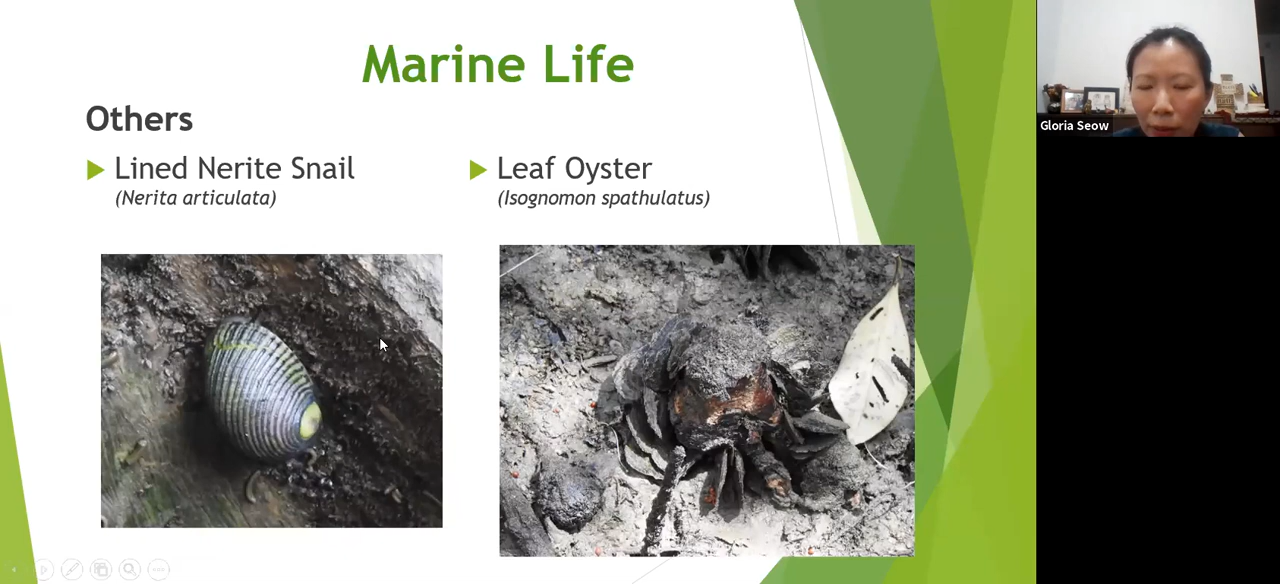 Marine Life
Others
Lined Nerite Snail
(Nerita articulata)
Leaf Oyster
(Isognomon spathulatus)
Gloria Seow